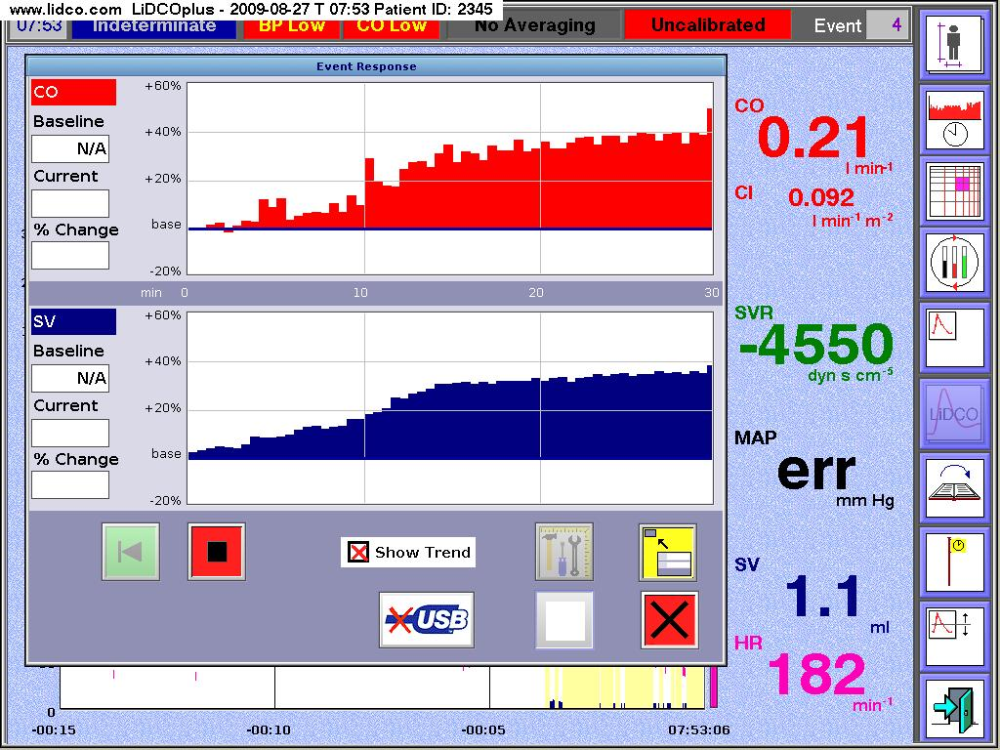 www.lidco.com LiDCOplus - 2009-08-27 T 07:53 Patient ID: 2345
07:53 Indeterminate BP Low CO Low No Averaging Uncalibrated Event 4
Event Response
CO
Baseline
N/A
Current
% Change
+60%
+40%
+20%
base
-20%
min 0 10 20 30
SV
Baseline
N/A
Current
% Change
+60%
+40%
+20%
base
-20%
Show Trend
USB
CO
0.21
l min-1
CI 0.092
l min-1 m-2
SVR
-4550
dyn s cm-5
MAP
err
mm Hg
SV
1.1
ml
HR
182
min-1
LiDCO
0
-00:15 -00:10 -00:05 07:53:06